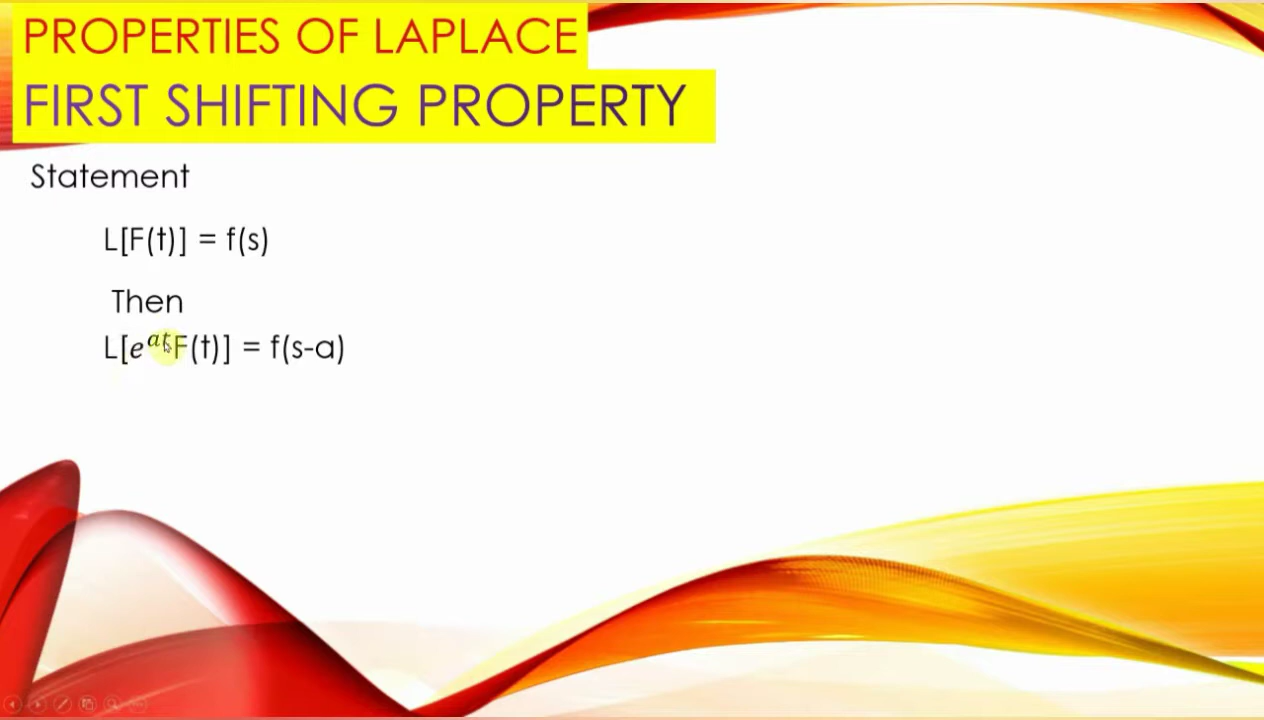 PROPERTIES OF LAPLACE
FIRST SHIFTING PROPERTY
Statement
L[F(t)] = f(s)
Then
L[e^{at}F(t)] = f(s-a)